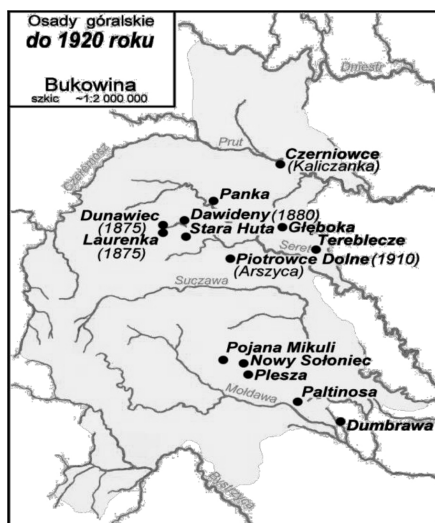 Osady góralskie
do 1920 roku
Bukowina
szkic ~1:2 000 000
Dniestr
Prut
Czeremosz
Czerniowce
(Kaliczanka)
Panka
Dunawiec
(1875)
Dawideny (1880)
Głęboka
Laurenka
(1875)
Stara Huta
Tereblecze
Seret
Piotrowce Dolne (1910)
(Arszyca)
Suczawa
Pojana Mikuli
Nowy Sołoniec
Plesza
Mołdawa
Paltinosa
Dumbrawa
Bystrzyca